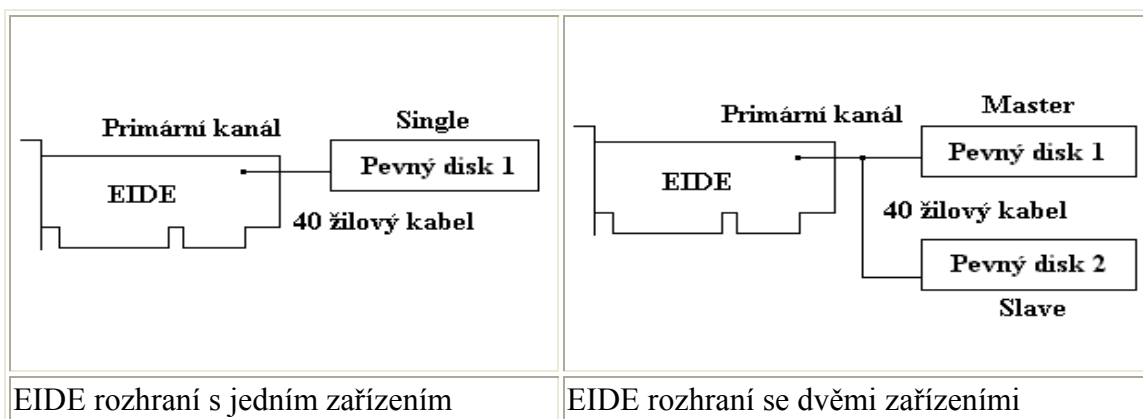 Primární kanál
Single
Pevný disk 1
EIDE
40 žilový kabel
EIDE rozhraní s jedním zařízením
Primární kanál
Master
Pevný disk 1
EIDE
40 žilový kabel
Pevný disk 2
Slave
EIDE rozhraní se dvěmi zařízeními